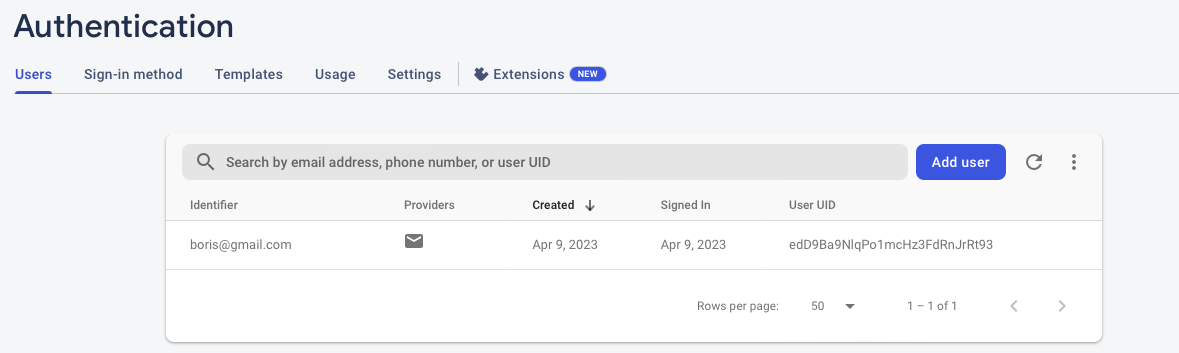 Authentication
Users Sign-in method Templates Usage Settings Extensions NEW
Search by email address, phone number, or user UID Add user
Identifier Providers Created Signed In User UID
boris@gmail.com Apr 9, 2023 Apr 9, 2023 edD9Ba9NlqPo1mcHz3FdRnJrRt93
Rows per page: 50 1 – 1 of 1